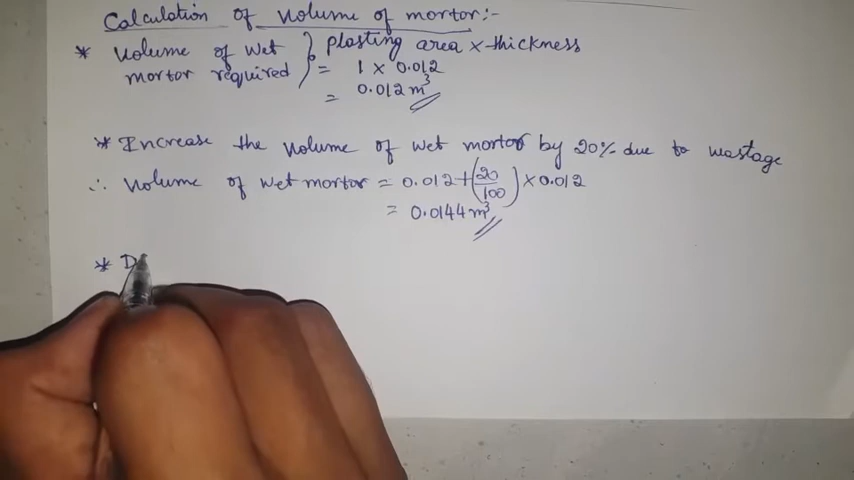 Calculation of volume of mortor:-
* volume of wet mortor required } plasting area × thickness
= 1 × 0.012
= 0.012 m³
* Increase the volume of wet mortor by 20% due to wastage
∴ volume of wet mortor = 0.012 + (20/100) × 0.012
= 0.0144 m³
* D